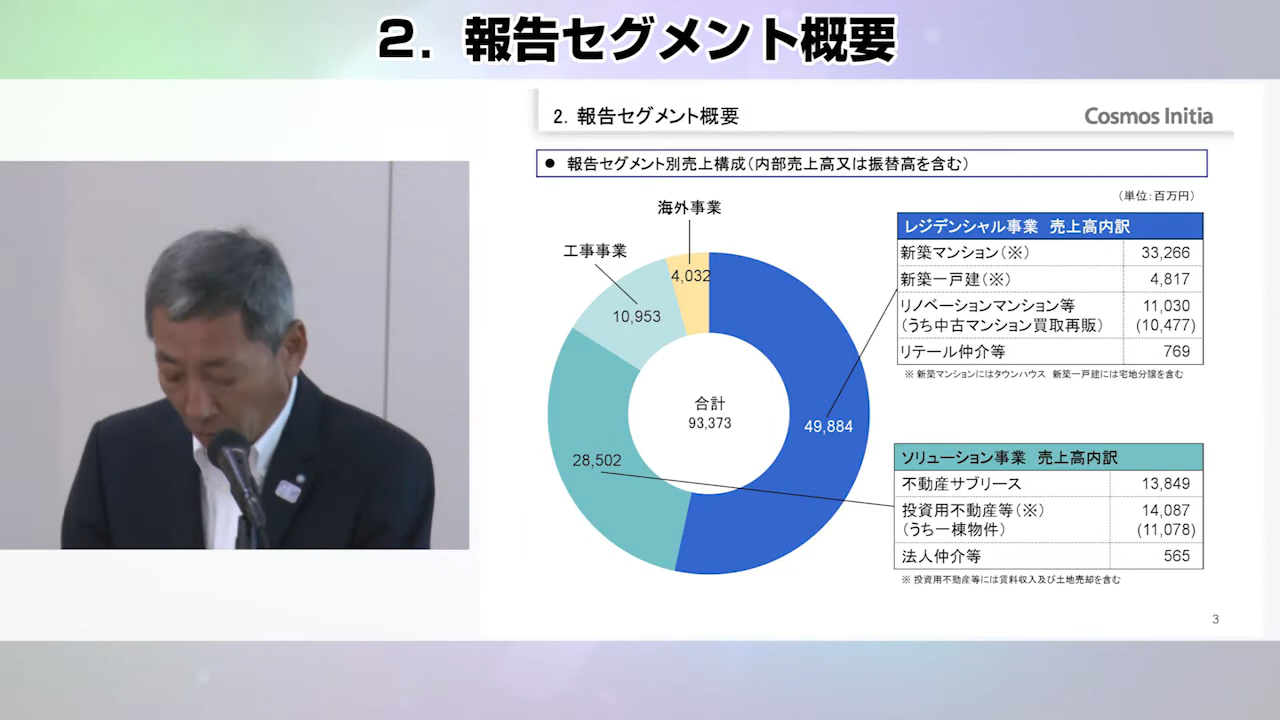 2．報告セグメント概要
2．報告セグメント概要
Cosmos Initia
● 報告セグメント別売上構成（内部売上高又は振替高を含む）
（単位：百万円）
海外事業
工事事業
4,032
10,953
合計
93,373
49,884
28,502
レジデンシャル事業　売上高内訳
新築マンション（※） 33,266
新築一戸建（※） 4,817
リノベーションマンション等 11,030
（うち中古マンション買取再販） (10,477)
リテール仲介等 769
※ 新築マンションにはタウンハウス　新築一戸建には宅地分譲を含む
ソリューション事業　売上高内訳
不動産サブリース 13,849
投資用不動産等（※） 14,087
（うち一棟物件） (11,078)
法人仲介等 565
※ 投資用不動産等には賃料収入及び土地売却を含む
3